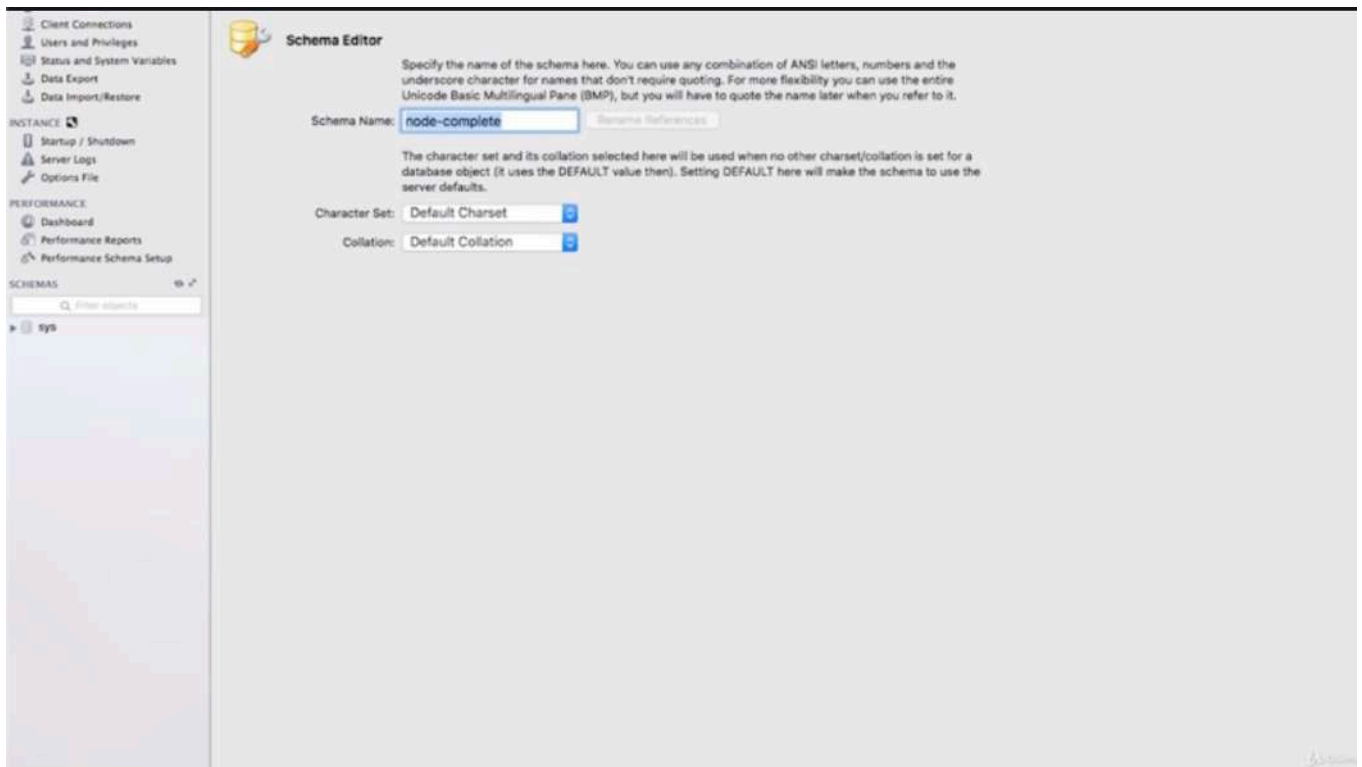 Client Connections
Users and Privileges
Status and System Variables
Data Export
Data Import/Restore
INSTANCE
Startup / Shutdown
Server Logs
Options File
PERFORMANCE
Dashboard
Performance Reports
Performance Schema Setup
SCHEMAS
Filter objects
sys
Schema Editor
Specify the name of the schema here. You can use any combination of ANSI letters, numbers and the
underscore character for names that don't require quoting. For more flexibility you can use the entire
Unicode Basic Multilingual Pane (BMP), but you will have to quote the name later when you refer to it.
Schema Name: node-complete Rename References
The character set and its collation selected here will be used when no other charset/collation is set for a
database object (it uses the DEFAULT value then). Setting DEFAULT here will make the schema to use the
server defaults.
Character Set: Default Charset
Collation: Default Collation